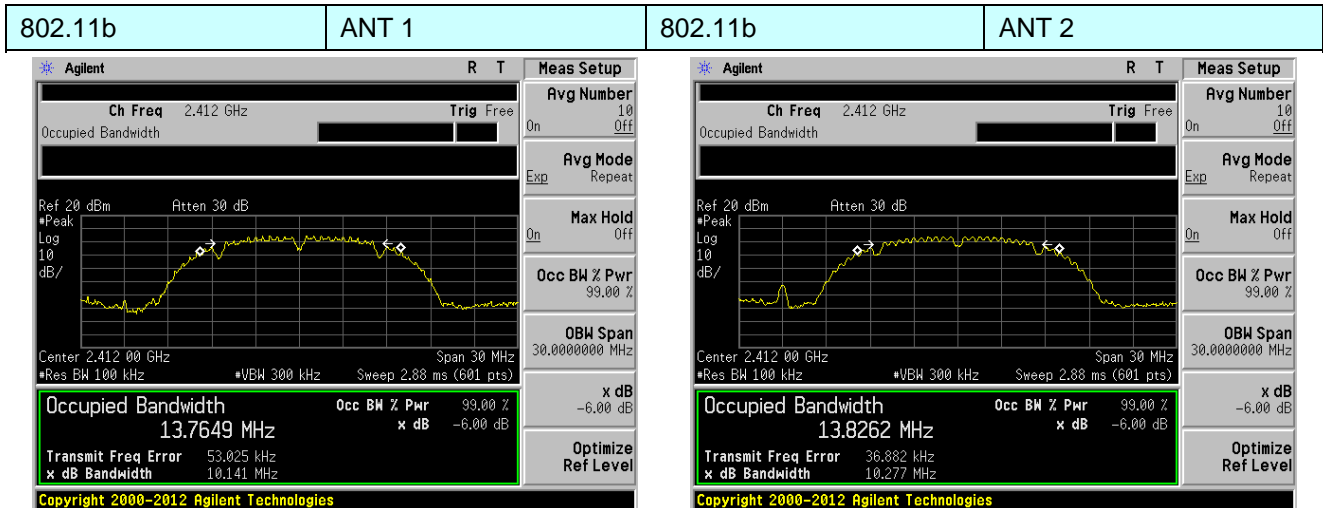 802.11b ANT 1 802.11b ANT 2
Agilent R T
Ch Freq 2.412 GHz Trig Free
Occupied Bandwidth
Ref 20 dBm Atten 30 dB
#Peak
Log
10
dB/
Center 2.412 00 GHz Span 30 MHz
#Res BW 100 kHz #VBW 300 kHz Sweep 2.88 ms (601 pts)
Occupied Bandwidth Occ BW % Pwr 99.00 %
13.7649 MHz x dB -6.00 dB
Transmit Freq Error 53.025 kHz
x dB Bandwidth 10.141 MHz
Copyright 2000-2012 Agilent Technologies
Meas Setup
Avg Number
10
On Off
Avg Mode
Exp Repeat
Max Hold
On Off
Occ BW % Pwr
99.00 %
OBW Span
30.0000000 MHz
x dB
-6.00 dB
Optimize
Ref Level
Agilent R T
Ch Freq 2.412 GHz Trig Free
Occupied Bandwidth
Ref 20 dBm Atten 30 dB
#Peak
Log
10
dB/
Center 2.412 00 GHz Span 30 MHz
#Res BW 100 kHz #VBW 300 kHz Sweep 2.88 ms (601 pts)
Occupied Bandwidth Occ BW % Pwr 99.00 %
13.8262 MHz x dB -6.00 dB
Transmit Freq Error 36.882 kHz
x dB Bandwidth 10.277 MHz
Copyright 2000-2012 Agilent Technologies
Meas Setup
Avg Number
10
On Off
Avg Mode
Exp Repeat
Max Hold
On Off
Occ BW % Pwr
99.00 %
OBW Span
30.0000000 MHz
x dB
-6.00 dB
Optimize
Ref Level